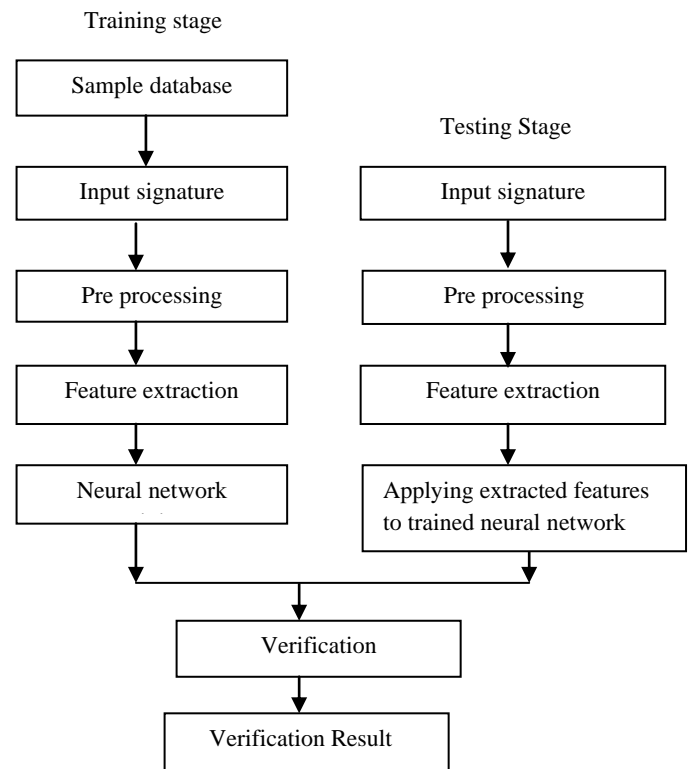 Training stage
Sample database
Input signature
Pre processing
Feature extraction
Neural network
Testing Stage
Input signature
Pre processing
Feature extraction
Applying extracted features
to trained neural network
Verification
Verification Result